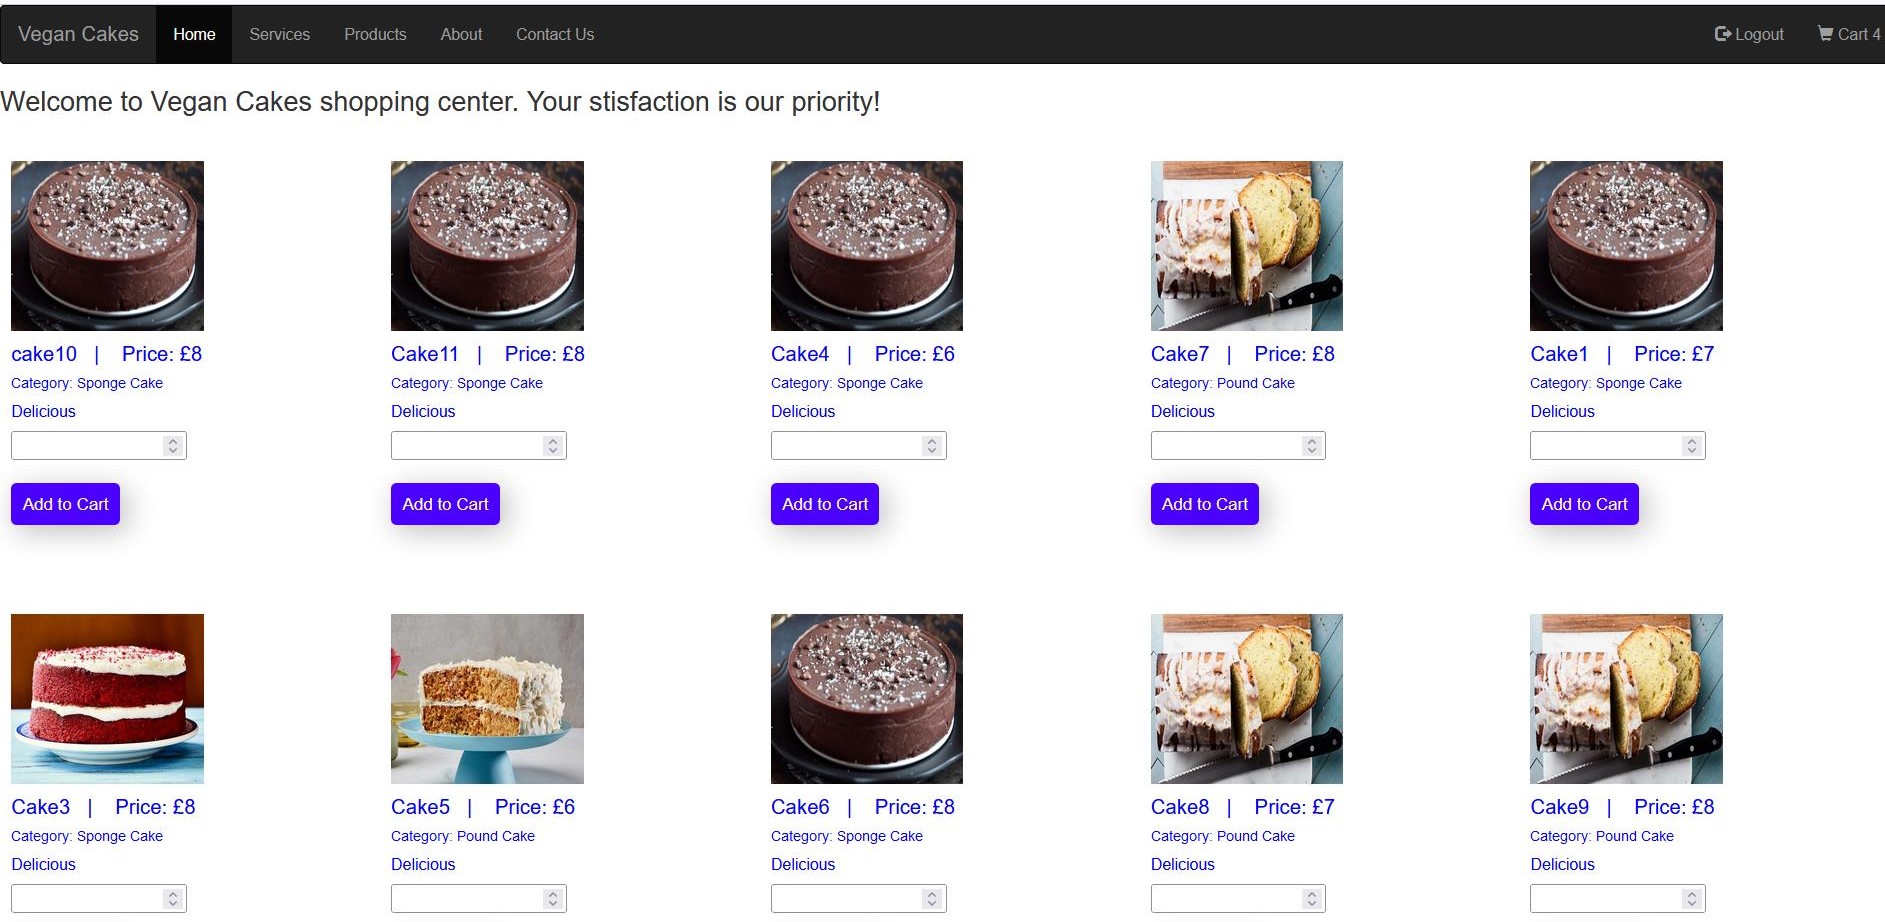 Vegan Cakes Home Services Products About Contact Us Logout Cart 4
Welcome to Vegan Cakes shopping center. Your stisfaction is our priority!
cake10 | Price: £8
Category: Sponge Cake
Delicious
Add to Cart
Cake11 | Price: £8
Category: Sponge Cake
Delicious
Add to Cart
Cake4 | Price: £6
Category: Sponge Cake
Delicious
Add to Cart
Cake7 | Price: £8
Category: Pound Cake
Delicious
Add to Cart
Cake1 | Price: £7
Category: Sponge Cake
Delicious
Add to Cart
Cake3 | Price: £8
Category: Sponge Cake
Delicious
Cake5 | Price: £6
Category: Pound Cake
Delicious
Cake6 | Price: £8
Category: Sponge Cake
Delicious
Cake8 | Price: £7
Category: Pound Cake
Delicious
Cake9 | Price: £8
Category: Pound Cake
Delicious